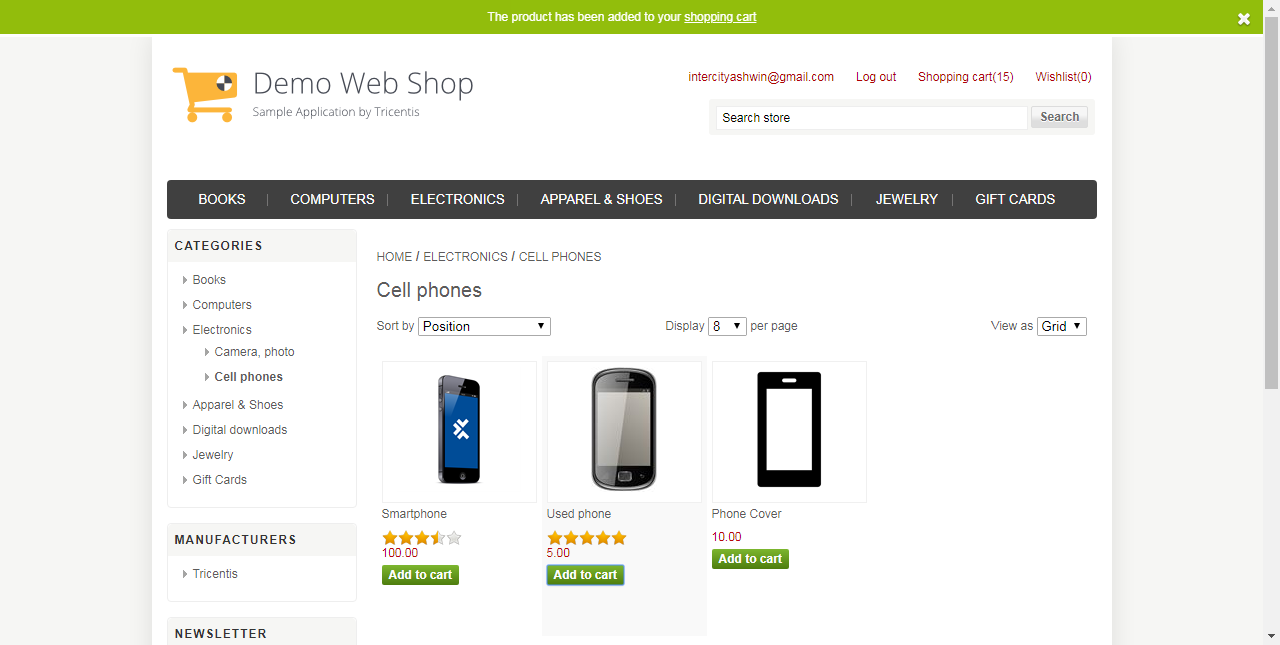 The product has been added to your shopping cart
Demo Web Shop
Sample Application by Tricentis
intercityashwin@gmail.com Log out Shopping cart(15) Wishlist(0)
Search store Search
BOOKS COMPUTERS ELECTRONICS APPAREL & SHOES DIGITAL DOWNLOADS JEWELRY GIFT CARDS
CATEGORIES
Books
Computers
Electronics
Camera, photo
Cell phones
Apparel & Shoes
Digital downloads
Jewelry
Gift Cards
MANUFACTURERS
Tricentis
NEWSLETTER
HOME / ELECTRONICS / CELL PHONES
Cell phones
Sort by Position Display 8 per page View as Grid
Smartphone
100.00
Add to cart
Used phone
5.00
Add to cart
Phone Cover
10.00
Add to cart